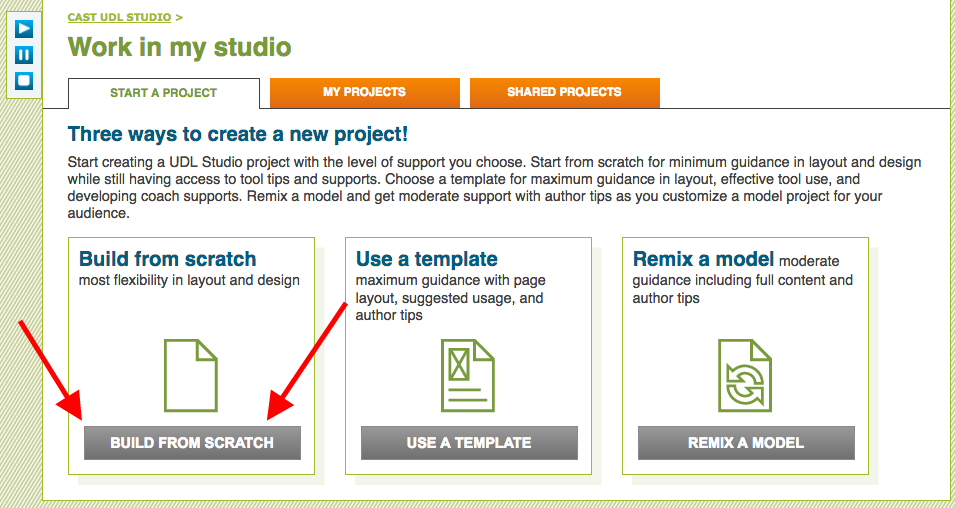 CAST UDL STUDIO >
Work in my studio
START A PROJECT
MY PROJECTS
SHARED PROJECTS
Three ways to create a new project!
Start creating a UDL Studio project with the level of support you choose. Start from scratch for minimum guidance in layout and design
while still having access to tool tips and supports. Choose a template for maximum guidance in layout, effective tool use, and
developing coach supports. Remix a model and get moderate support with author tips as you customize a model project for your
audience.
Build from scratch
most flexibility in layout and design
BUILD FROM SCRATCH
Use a template
maximum guidance with page
layout, suggested usage, and
author tips
USE A TEMPLATE
Remix a model moderate
guidance including full content and
author tips
REMIX A MODEL